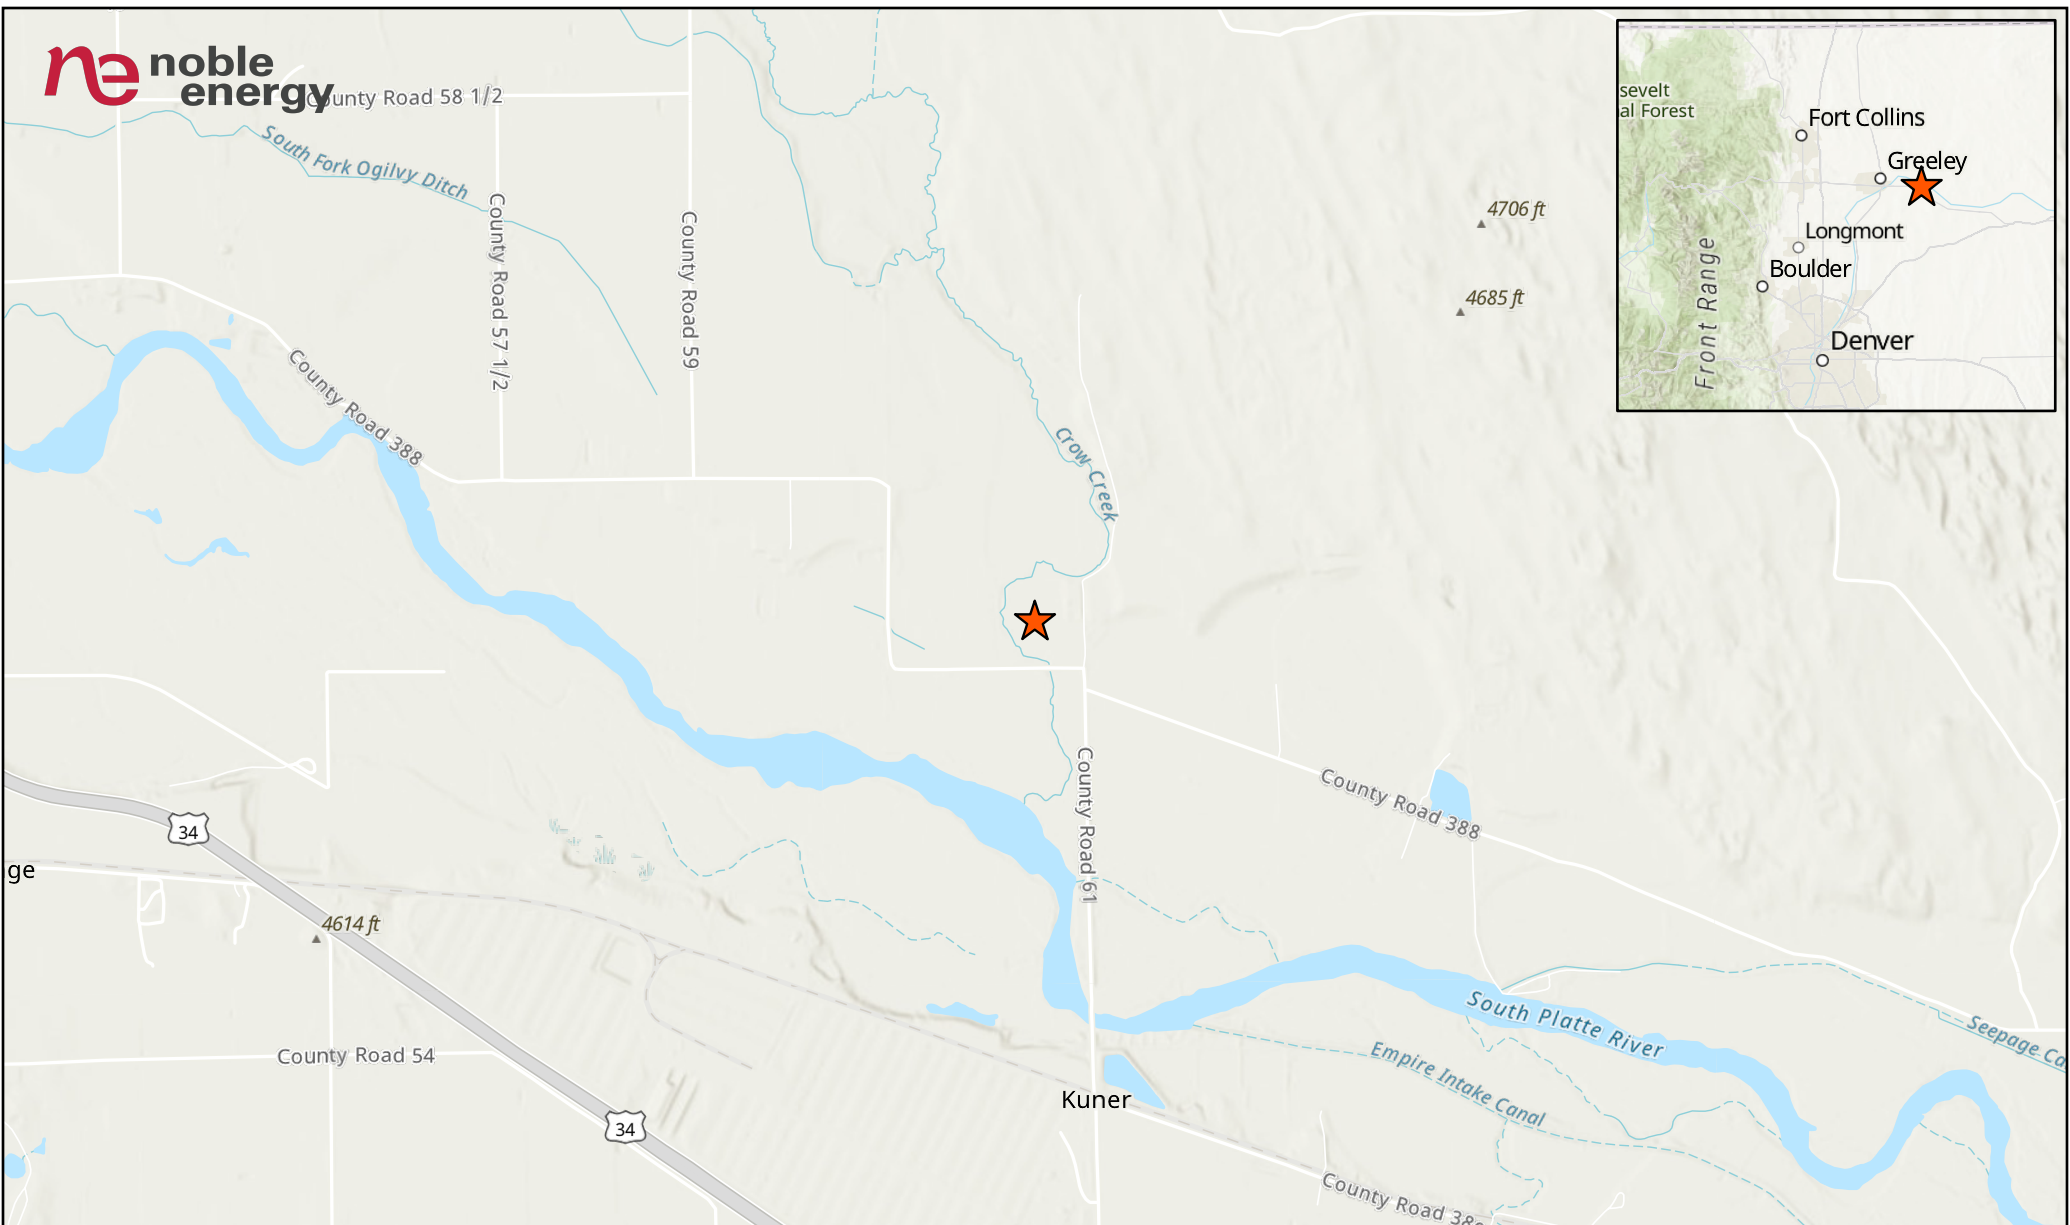 noble
energy
County Road 58 1/2
South Fork Ogilvy Ditch
County Road 57 1/2
County Road 59
County Road 388
Crow Creek
4706 ft
4685 ft
sevelt
al Forest
Fort Collins
Greeley
Longmont
Boulder
Front Range
Denver
34
ge
4614 ft
County Road 61
County Road 388
South Platte River
Seepage Ca
Empire Intake Canal
County Road 54
Kuner
34
County Road 38